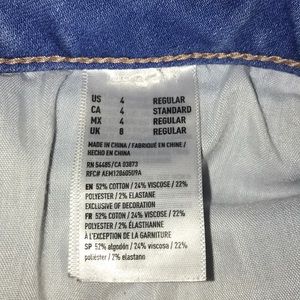 US 4 REGULAR
CA 4 STANDARD
MX 4 REGULAR
UK 8 REGULAR
MADE IN CHINA / FABRIQUÉ EN CHINE /
HECHO EN CHINA
RN 54485/CA 03873
RFC# AEM120605U9A
EN 52% COTTON / 24% VISCOSE / 22%
POLYESTER / 2% ELASTANE
EXCLUSIVE OF DECORATION
FR 52% COTON / 24% VISCOSE / 22%
POLYESTER / 2% ÉLASTHANNE
À L'EXCEPTION DE LA GARNITURE
SP 52% algodón / 24% viscosa / 22%
poliéster / 2% elastano